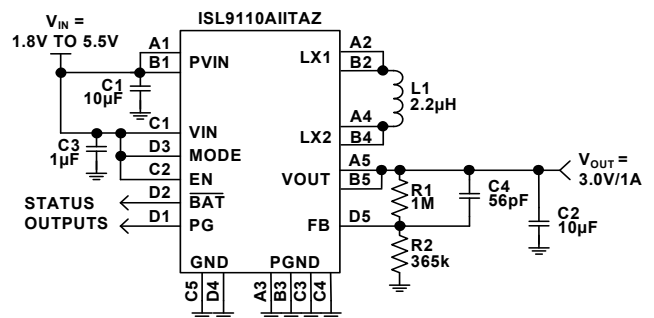 ISL9110AIITAZ
VIN =
1.8V TO 5.5V
A1
B1
PVIN
C1
10µF
C1
VIN
C3
1µF
D3
MODE
C2
EN
D2
BAT
STATUS
OUTPUTS
D1
PG
LX1
A2
B2
L1
2.2µH
A4
LX2
B4
A5
VOUT
B5
VOUT =
3.0V/1A
R1
1M
C4
56pF
C2
10µF
FB
D5
R2
365k
GND
PGND
C5
D4
A3
B3
C3
C4